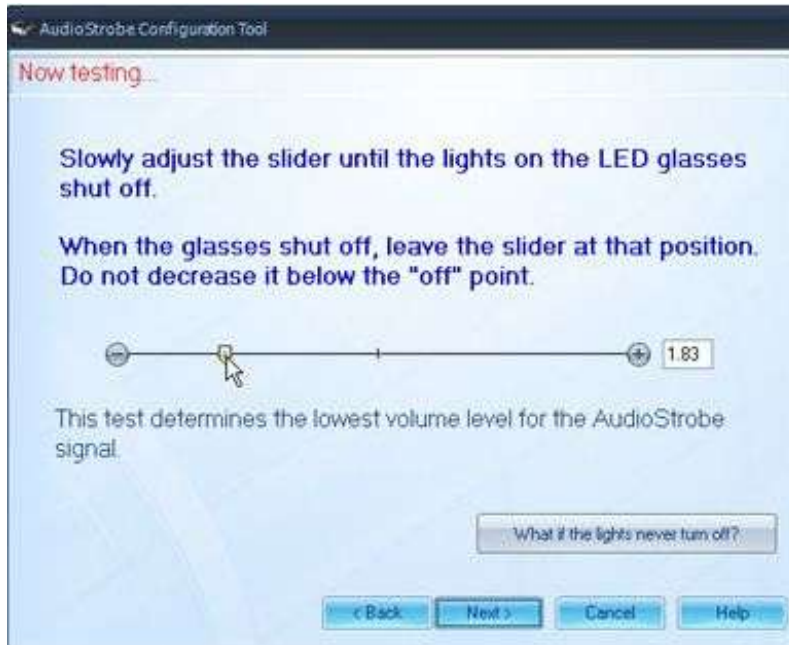 AudioStrobe Configuration Tool
Now testing...
Slowly adjust the slider until the lights on the LED glasses
shut off.
When the glasses shut off, leave the slider at that position.
Do not decrease it below the "off" point.
1.83
This test determines the lowest volume level for the AudioStrobe
signal.
What if the lights never turn off?
< Back Next > Cancel Help